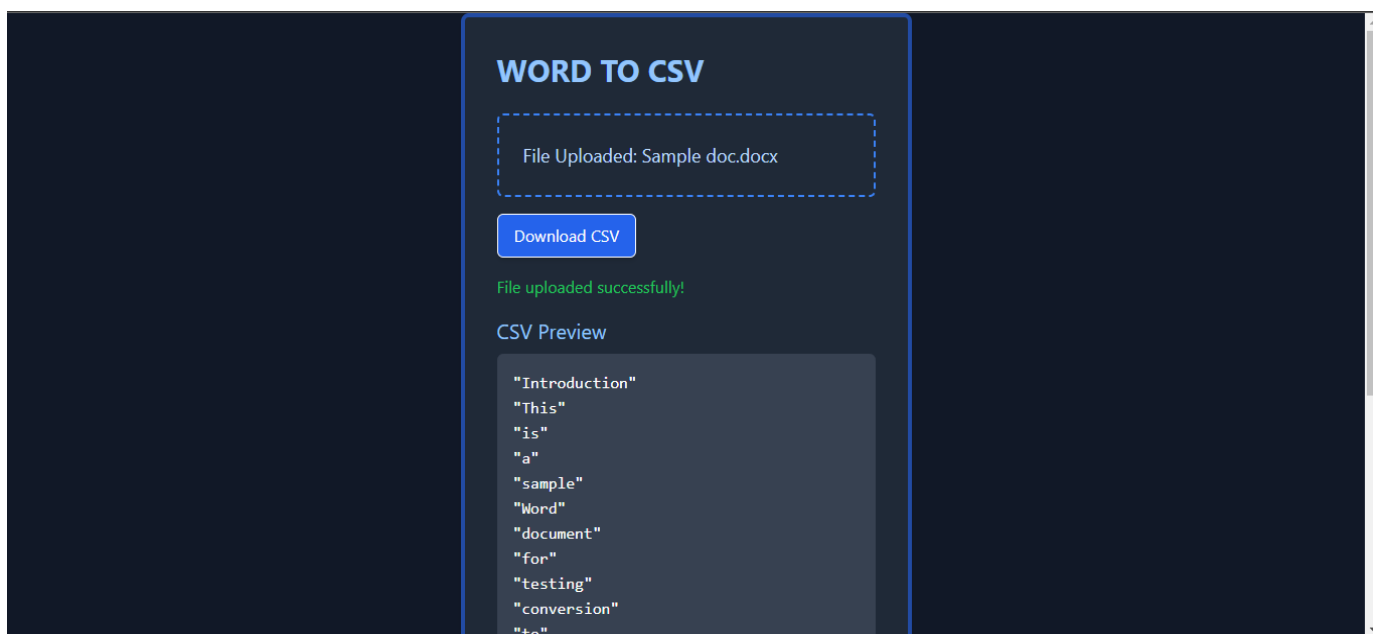 WORD TO CSV
File Uploaded: Sample doc.docx
Download CSV
File uploaded successfully!
CSV Preview
"Introduction"
"This"
"is"
"a"
"sample"
"Word"
"document"
"for"
"testing"
"conversion"
"to"